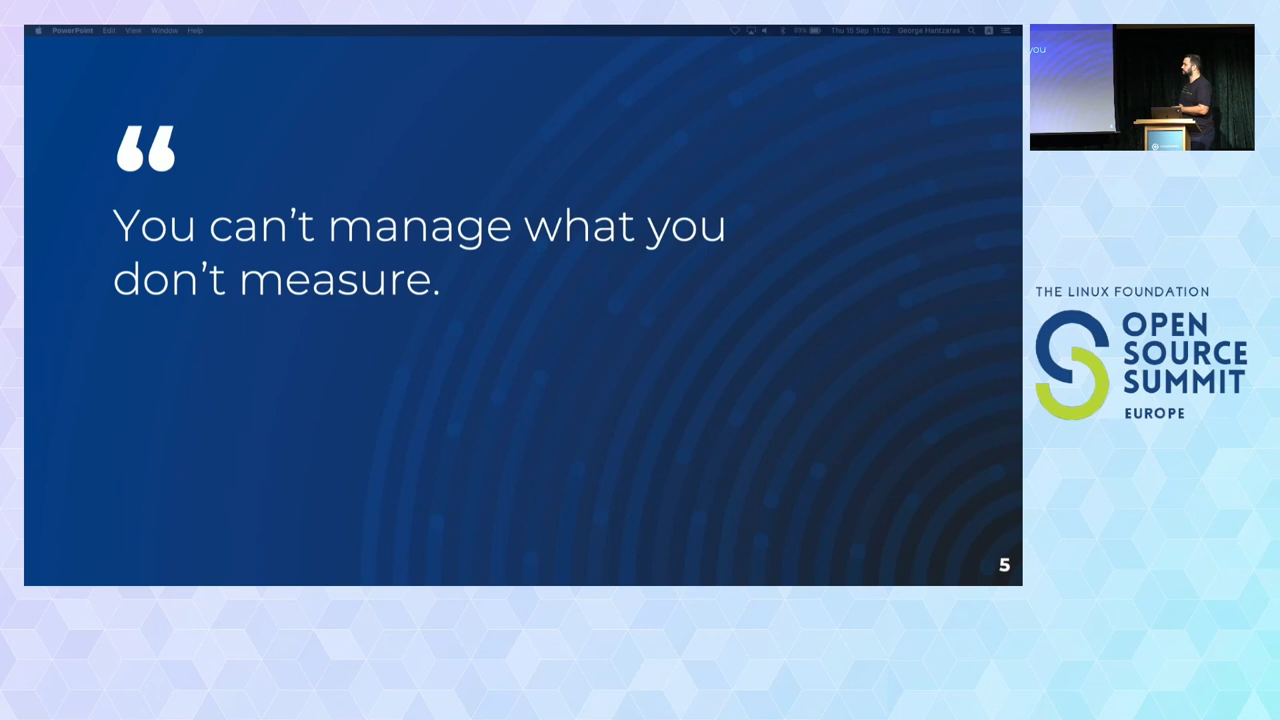 PowerPoint Edit View Window Help
93% Thu 15 Sep 11:02 George Hantzaras
“
You can’t manage what you
don’t measure.
5
you
THE LINUX FOUNDATION
OPEN
SOURCE
SUMMIT
EUROPE